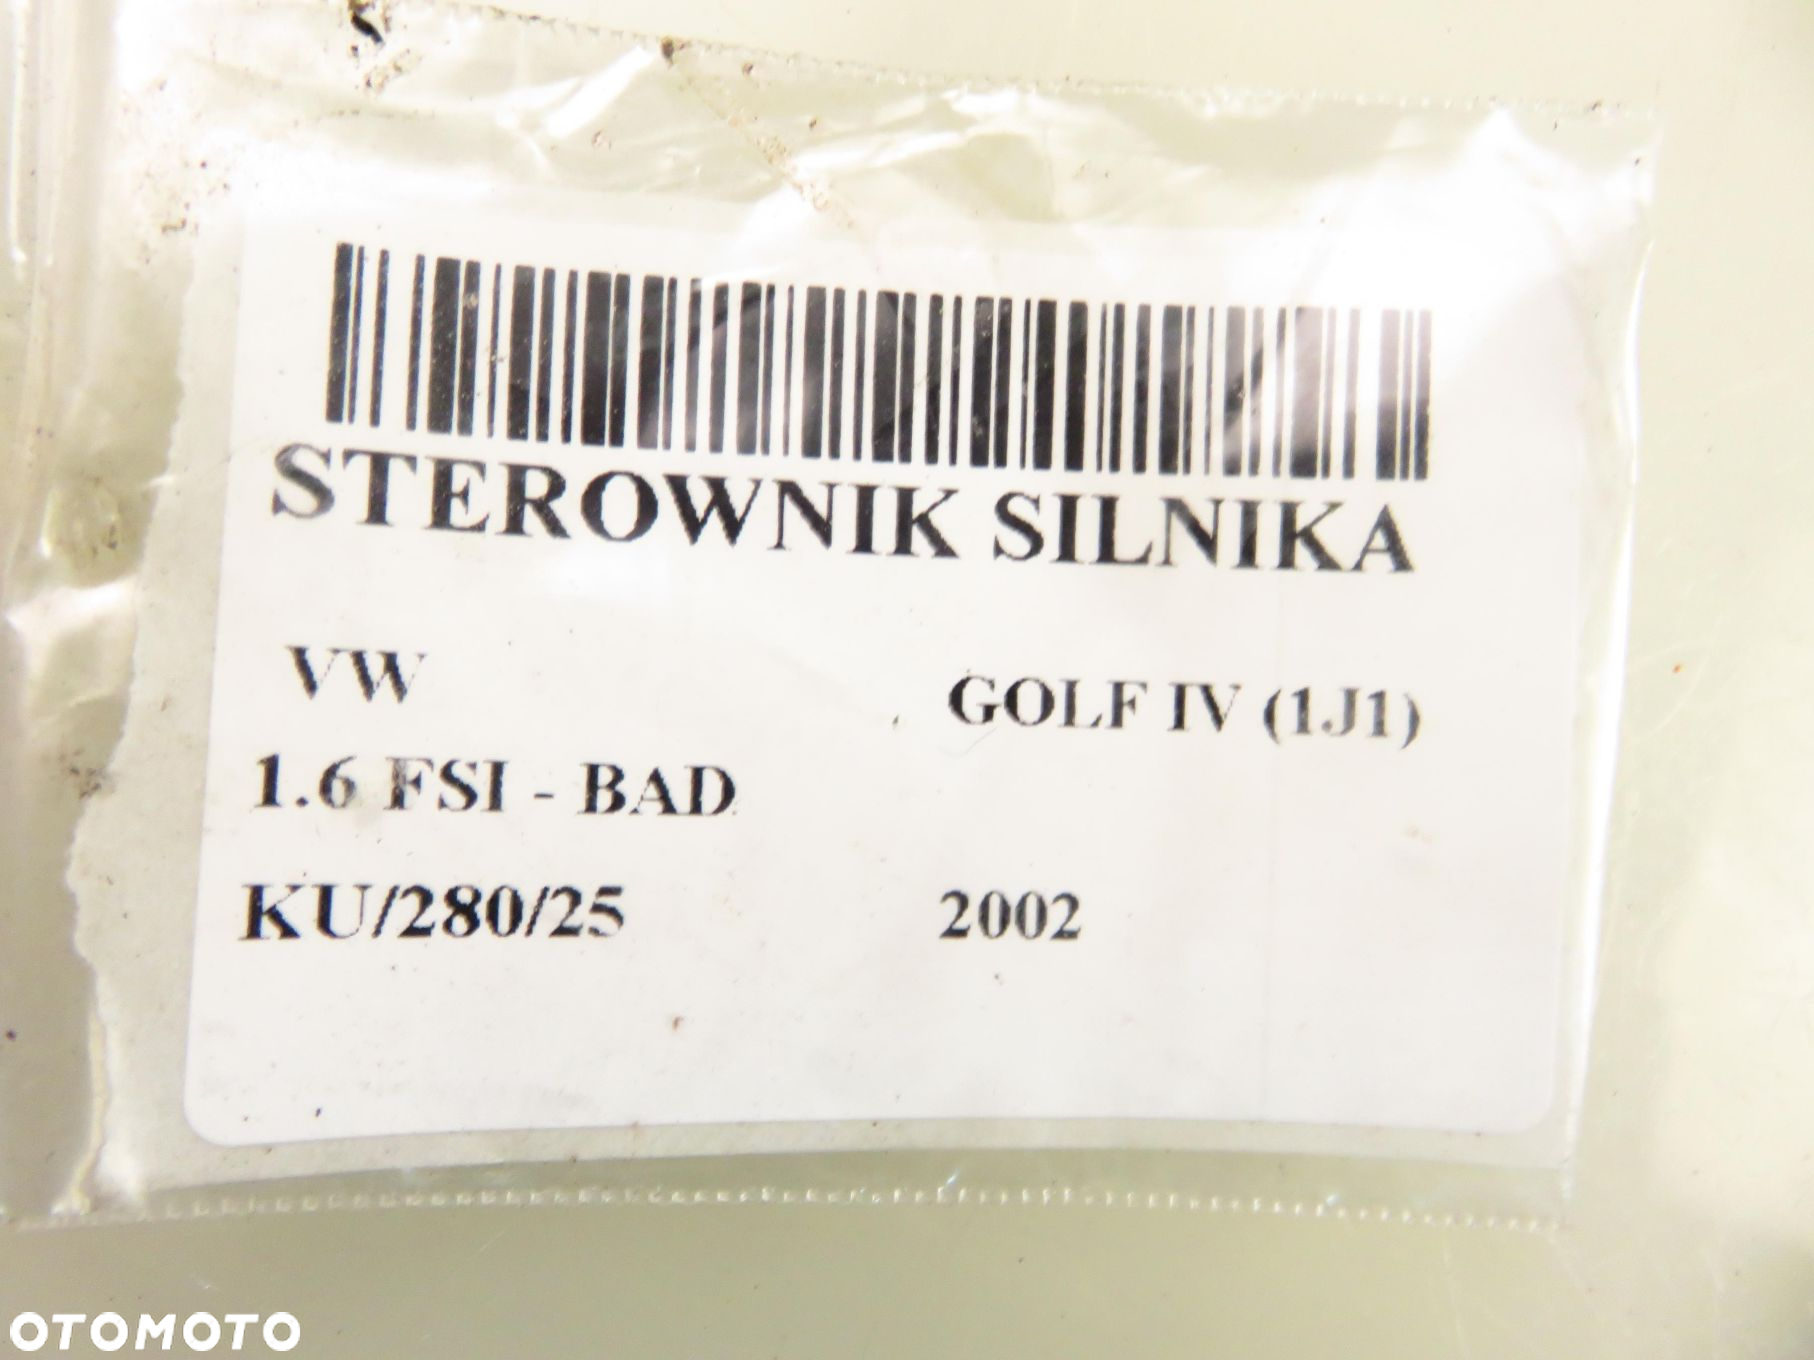 STEROWNIK SILNIKA
VW GOLF IV (1J1)
1.6 FSI - BAD
KU/280/25 2002
OTOMOTO